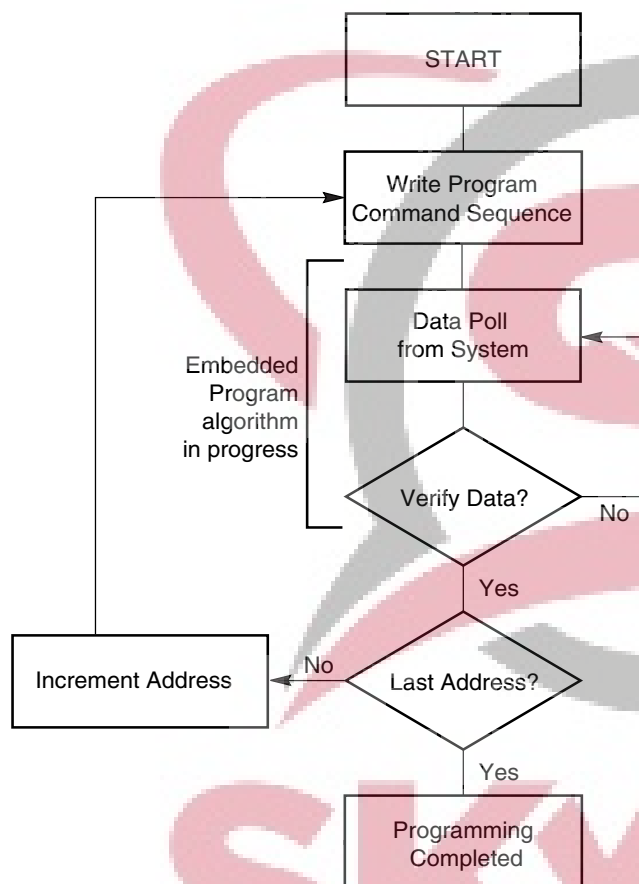 START
Write Program
Command Sequence
Data Poll
from System
Embedded
Program
algorithm
in progress
Verify Data?
No
Yes
No
Increment Address
Last Address?
Yes
Programming
Completed